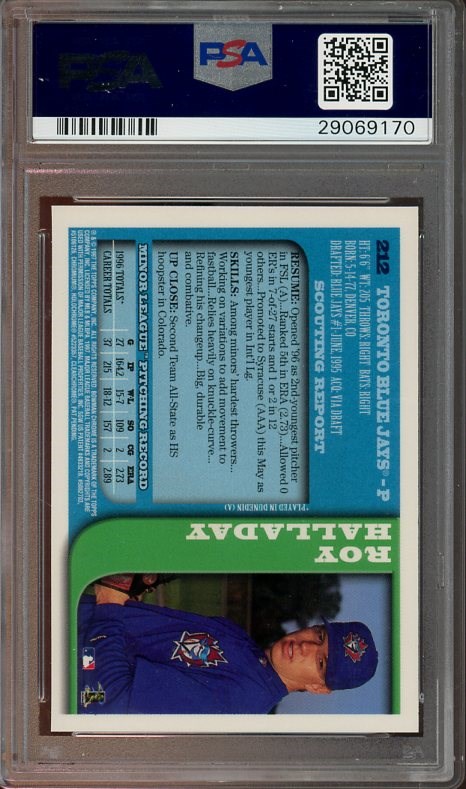 PSA
PSA
29069170
212 TORONTO BLUE JAYS - P
HT: 6'6" WT: 205 THROWS: RIGHT BATS: RIGHT
BORN: 5-14-77 DENVER, CO
DRAFTED: BLUE JAYS #1-JUNE, 1995 ACQ: VIA DRAFT
SCOUTING REPORT
RESUME: Opened '96 as 2nd-youngest pitcher
in FSL (A)...Ranked 5th in ERA (2.73)...Allowed 0
ER's in 7-of-27 starts and 1 or 2 in 12
others...Promoted to Syracuse (AAA) this May as
youngest player in Int'l Lg.
SKILLS: Among minors' hardest throwers...
Working on variations to add movement to
fastball...Relies heavily on knuckle-curve...
Refining his changeup...Big, durable
and combative.
UP CLOSE: Second Team All-State as HS
hoopster in Colorado.
*PLAYED IN DUNEDIN (A)
MINOR LEAGUE PITCHING RECORD
G IP W-L SO CG ERA
1996 TOTALS* 27 164.2 15-7 109 2 2.73
CAREER TOTALS 37 215 18-12 157 2 2.89
ROY
HALLADAY